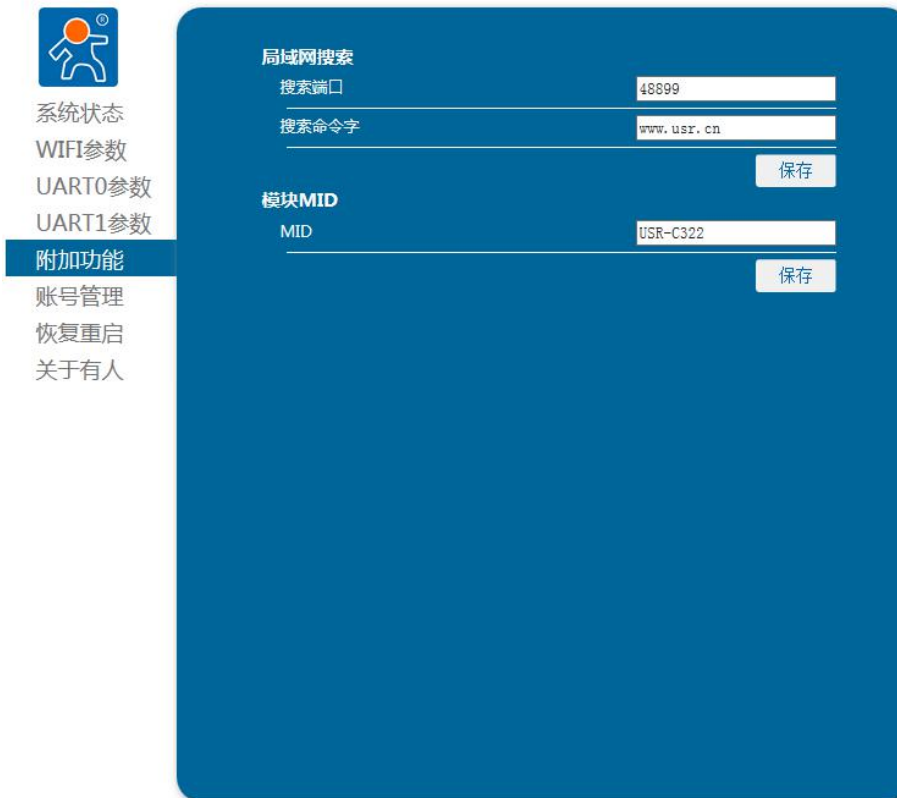 ®
系统状态
WIFI参数
UART0参数
UART1参数
附加功能
账号管理
恢复重启
关于有人
局域网搜索
搜索端口 48899
搜索命令字 www.usr.cn
保存
模块MID
MID USR-C322
保存